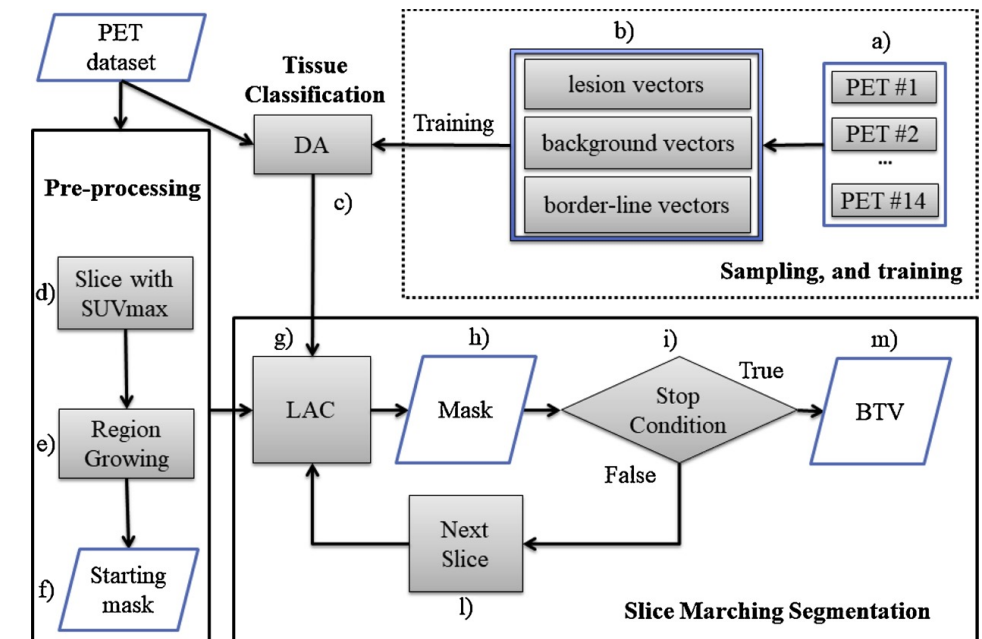 PET
dataset
Tissue
Classification
DA
c)
Training
b)
lesion vectors
background vectors
border-line vectors
a)
PET #1
PET #2
...
PET #14
Sampling, and training
Pre-processing
d)
Slice with
SUVmax
e)
Region
Growing
f)
Starting
mask
g)
LAC
h)
Mask
i)
Stop
Condition
True
False
m)
BTV
Next
Slice
l)
Slice Marching Segmentation